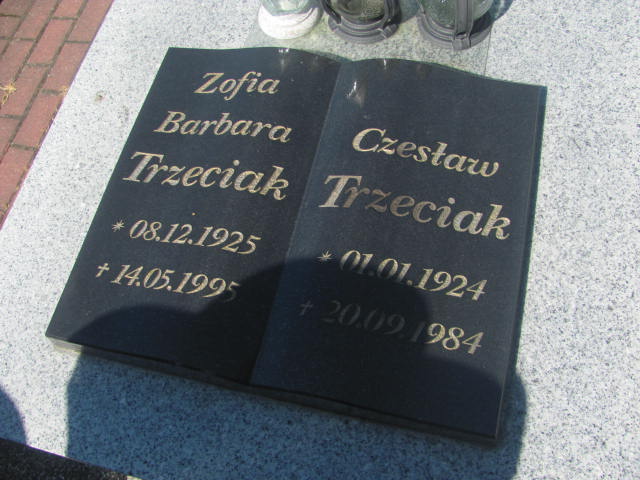 Zofia
Barbara
Trzeciak
* 08.12.1925
† 14.05.1995
Czesław
Trzeciak
* 01.01.1924
† 20.09.1984